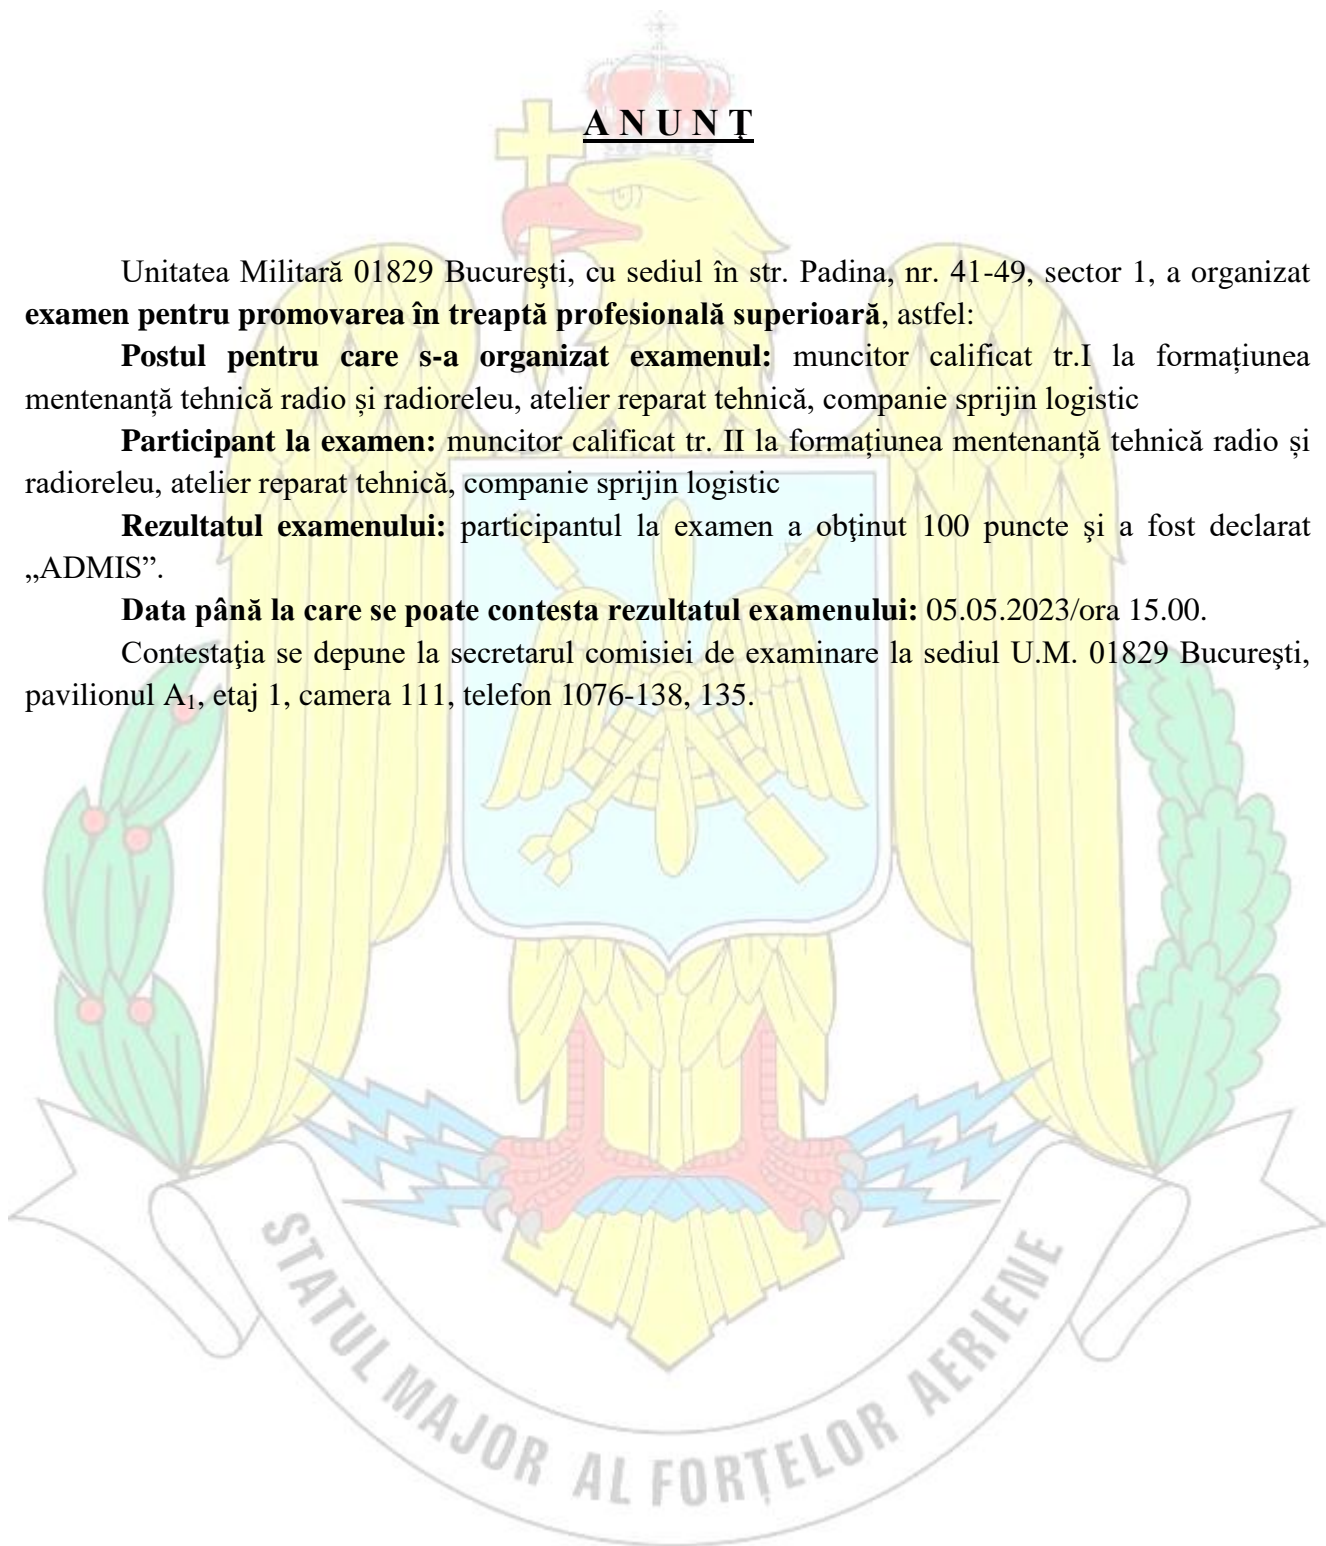 A N U N Ț
Unitatea Militară 01829 Bucureşti, cu sediul în str. Padina, nr. 41-49, sector 1, a organizat
examen pentru promovarea în treaptă profesională superioară, astfel:
Postul pentru care s-a organizat examenul: muncitor calificat tr.I la formațiunea
mentenanță tehnică radio și radioreleu, atelier reparat tehnică, companie sprijin logistic
Participant la examen: muncitor calificat tr. II la formațiunea mentenanță tehnică radio și
radioreleu, atelier reparat tehnică, companie sprijin logistic
Rezultatul examenului: participantul la examen a obţinut 100 puncte şi a fost declarat
„ADMIS”.
Data până la care se poate contesta rezultatul examenului: 05.05.2023/ora 15.00.
Contestaţia se depune la secretarul comisiei de examinare la sediul U.M. 01829 Bucureşti,
pavilionul A₁, etaj 1, camera 111, telefon 1076-138, 135.
STATUL MAJOR AL FORȚELOR AERIENE